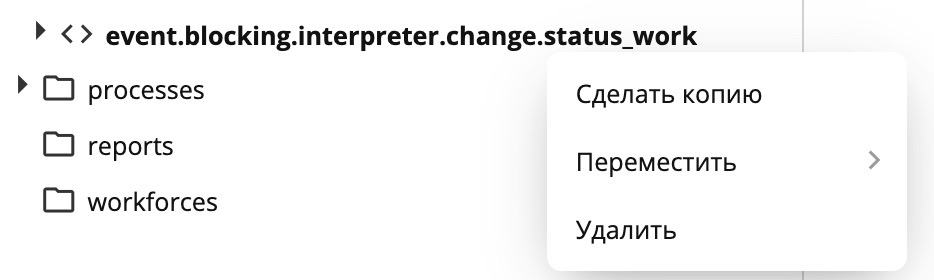 event.blocking.interpreter.change.status_work
processes
reports
workforces
Сделать копию
Переместить
Удалить